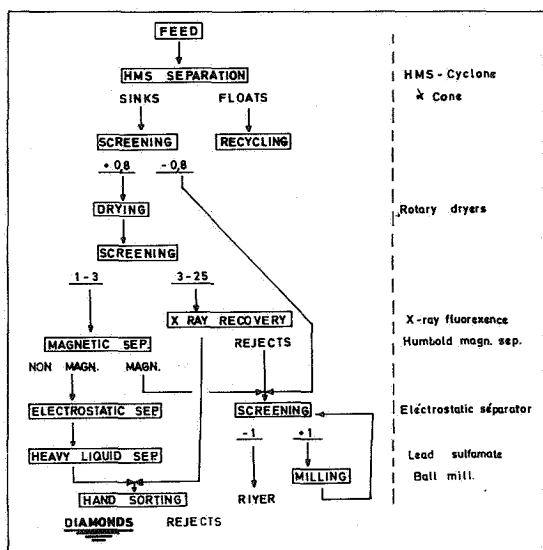 FEED
HMS SEPARATION
HMS-Cyclone
SINKS FLOATS
& Cone
SCREENING RECYCLING
+0,8 -0,8
DRYING
Rotary dryers
SCREENING
1-3 3-25
X RAY RECOVERY
X-ray fluorexence
MAGNETIC SEP. REJECTS
Humbold magn. sep.
NON MAGN. MAGN.
ELECTROSTATIC SEP. SCREENING
Electrostatic séparator
-1 +1
HEAVY LIQUID SEP.
Lead sulfamate
MILLING
Ball mill.
HAND SORTING RIYER
DIAMONDS REJECTS